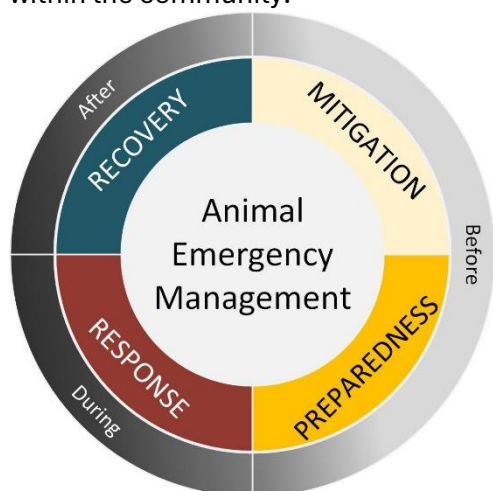 within the community.
After
RECOVERY
MITIGATION
Before
Animal
Emergency
Management
RESPONSE
During
PREPAREDNESS